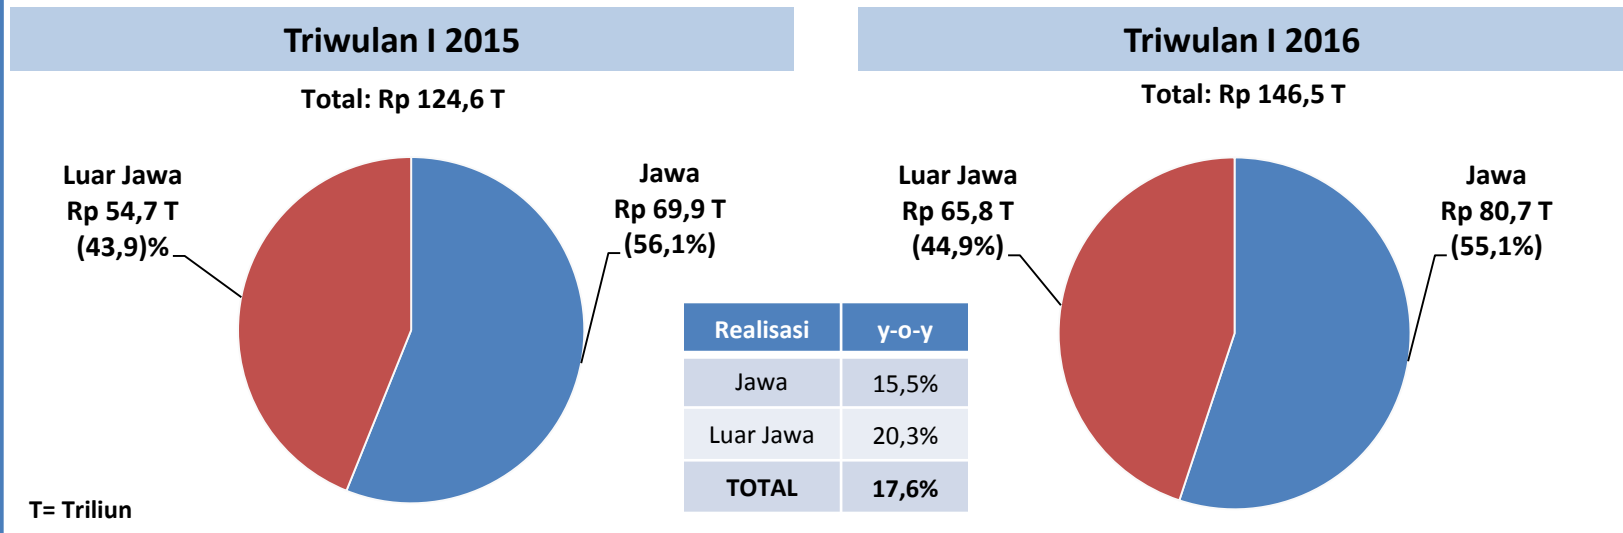 Triwulan I 2015
Total: Rp 124,6 T
Luar Jawa
Rp 54,7 T
(43,9)%
Jawa
Rp 69,9 T
(56,1%)
Triwulan I 2016
Total: Rp 146,5 T
Luar Jawa
Rp 65,8 T
(44,9%)
Jawa
Rp 80,7 T
(55,1%)
Realisasi y-o-y
Jawa 15,5%
Luar Jawa 20,3%
TOTAL 17,6%
T= Triliun